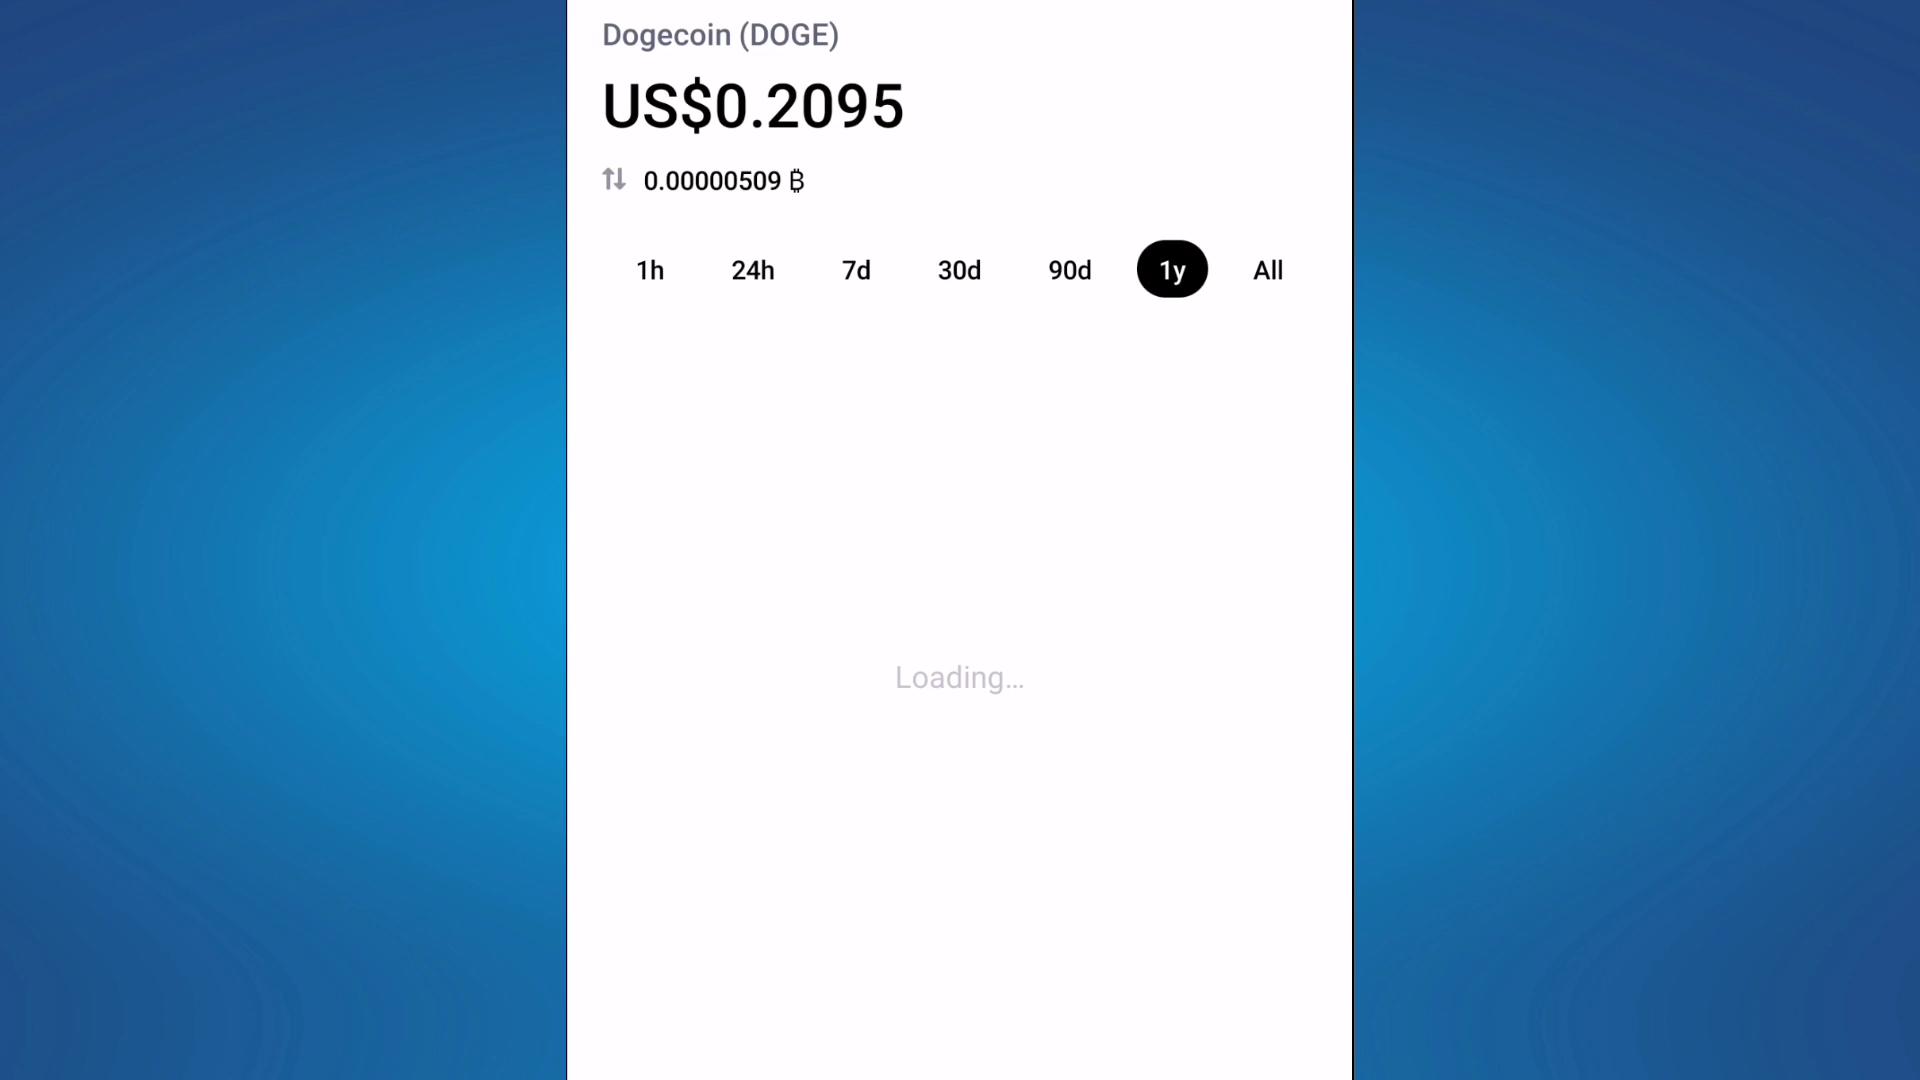 Dogecoin (DOGE)
US$0.2095
0.00000509 ₿
1h 24h 7d 30d 90d 1y All
Loading...